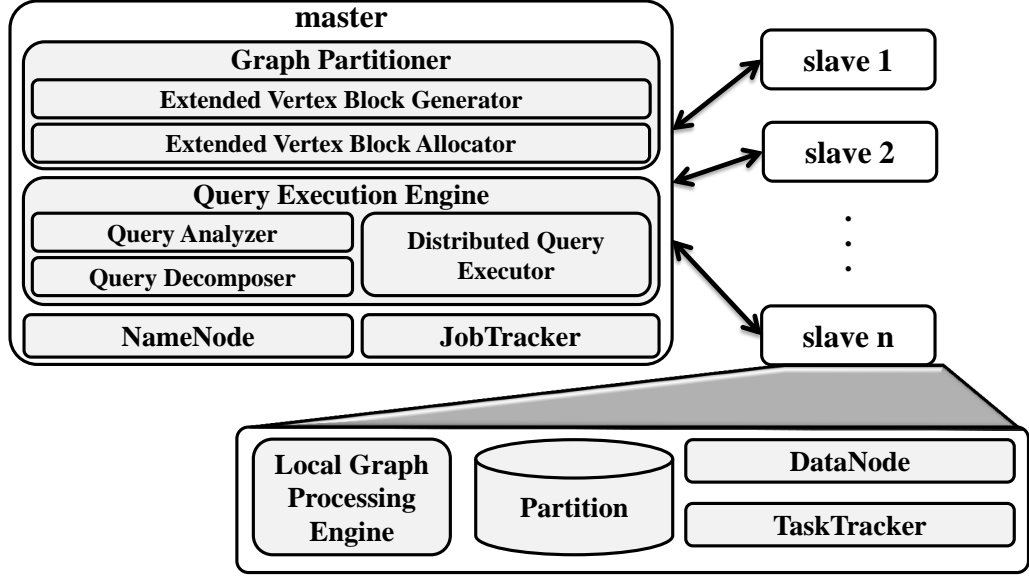 master
Graph Partitioner
Extended Vertex Block Generator
Extended Vertex Block Allocator
Query Execution Engine
Query Analyzer
Query Decomposer
Distributed Query
Executor
NameNode
JobTracker
slave 1
slave 2
.
.
.
slave n
Local Graph
Processing
Engine
Partition
DataNode
TaskTracker